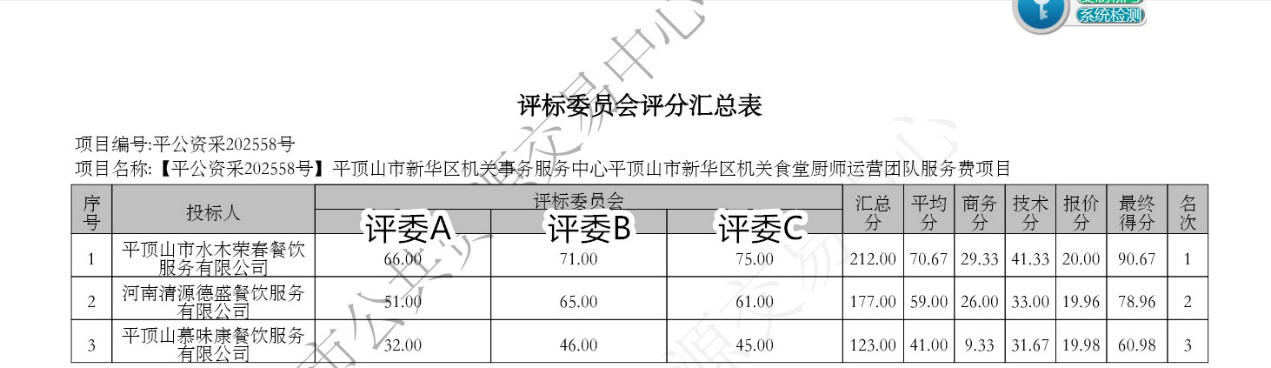 系统检测
评标委员会评分汇总表
项目编号:平公资采202558号
项目名称:【平公资采202558号】平顶山市新华区机关事务服务中心平顶山市新华区机关食堂厨师运营团队服务费项目
序号 投标人 评标委员会 汇总分 平均分 商务分 技术分 报价分 最终得分 名次
评委A 评委B 评委C
1 平顶山市水木荣春餐饮服务有限公司 66.00 71.00 75.00 212.00 70.67 29.33 41.33 20.00 90.67 1
2 河南清源德盛餐饮服务有限公司 51.00 65.00 61.00 177.00 59.00 26.00 33.00 19.96 78.96 2
3 平顶山慕味康餐饮服务有限公司 32.00 46.00 45.00 123.00 41.00 9.33 31.67 19.98 60.98 3